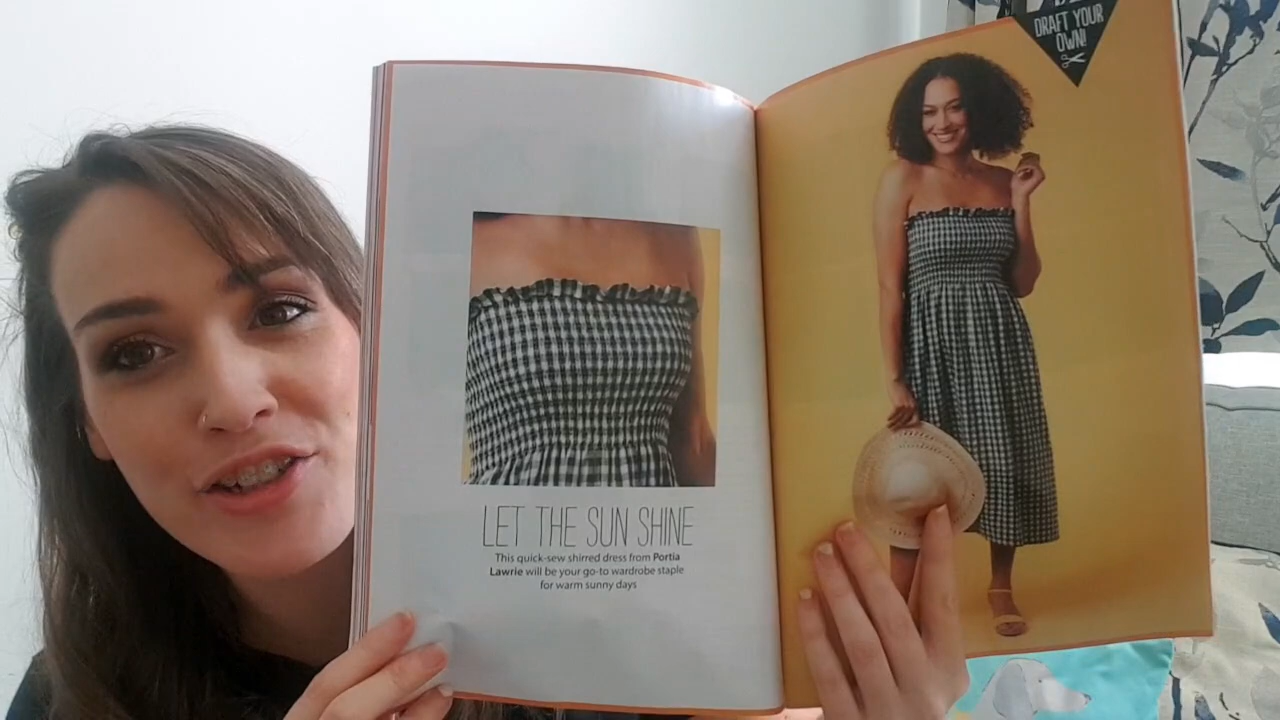 LET THE SUN SHINE
This quick-sew shirred dress from Portia
Lawrie will be your go-to wardrobe staple
for warm sunny days
DRAFT YOUR
OWN!